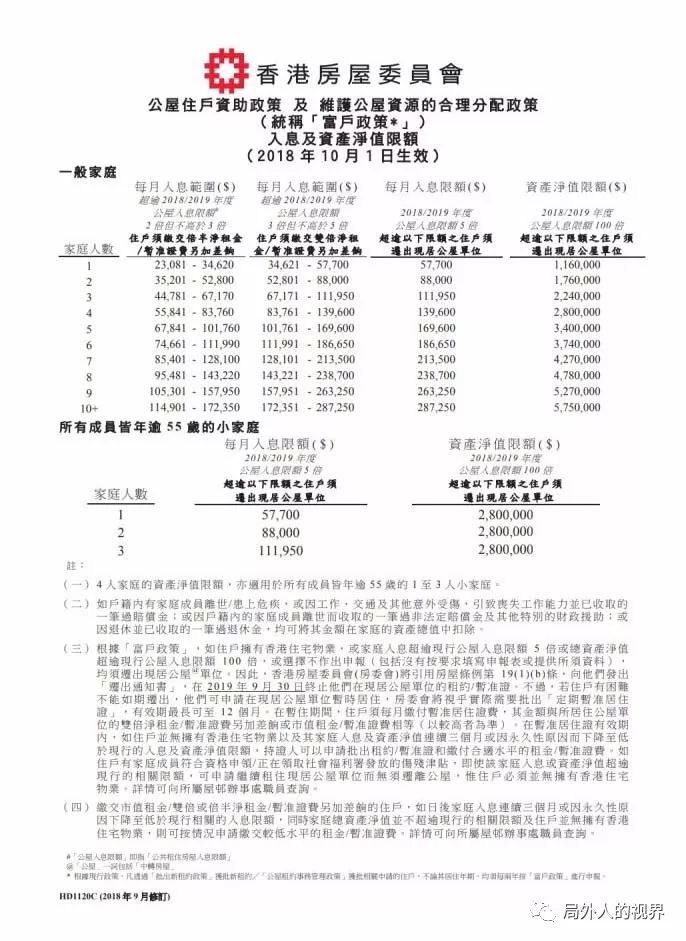 香港房屋委員會
公屋住戶資助政策 及 維護公屋資源的合理分配政策
(統稱「富戶政策*」)
入息及資產淨值限額
(2018年10月1日生效)
一般家庭
每月入息範圍($) 每月入息範圍($) 每月入息限額($) 資產淨值限額($)
超逾2018/2019年度 超逾2018/2019年度
公屋入息限額# 公屋入息限額 2018/2019年度 2018/2019年度
2倍但不高於3倍 3倍但不高於5倍 公屋入息限額5倍 公屋入息限額100倍
住戶須繳交倍半淨租金 住戶須繳交雙倍淨租 超逾以下限額之住戶須 超逾以下限額之住戶須
家庭人數 /暫准證費另加差餉 金/暫准證費另加差餉 遷出現居公屋單位 遷出現居公屋單位
1 23,081 - 34,620 34,621 - 57,700 57,700 1,160,000
2 35,201 - 52,800 52,801 - 88,000 88,000 1,760,000
3 44,781 - 67,170 67,171 - 111,950 111,950 2,240,000
4 55,841 - 83,760 83,761 - 139,600 139,600 2,800,000
5 67,841 - 101,760 101,761 - 169,600 169,600 3,400,000
6 74,661 - 111,990 111,991 - 186,650 186,650 3,740,000
7 85,401 - 128,100 128,101 - 213,500 213,500 4,270,000
8 95,481 - 143,220 143,221 - 238,700 238,700 4,780,000
9 105,301 - 157,950 157,951 - 263,250 263,250 5,270,000
10+ 114,901 - 172,350 172,351 - 287,250 287,250 5,750,000
所有成員皆年逾55歲的小家庭
每月入息限額($) 資產淨值限額($)
2018/2019年度 2018/2019年度
公屋入息限額5倍 公屋入息限額100倍
超逾以下限額之住戶須 超逾以下限額之住戶須
家庭人數 遷出現居公屋單位 遷出現居公屋單位
1 57,700 2,800,000
2 88,000 2,800,000
3 111,950 2,800,000
註：
(一) 4人家庭的資產淨值限額，亦適用於所有成員皆年逾55歲的1至3人小家庭。
(二) 如戶籍內有家庭成員離世/患上危疾，或因工作、交通及其他意外受傷，引致喪失工作能力並已收取的
一筆過賠償金；或因戶籍內的家庭成員離世而收取的一筆過非法定賠償金及其他特別的財政援助；或
因退休並已收取的一筆過退休金，均可將其金額在家庭的資產總值中扣除。
(三) 根據「富戶政策」，如住戶擁有香港住宅物業，或家庭入息超逾現行公屋入息限額 5 倍或總資產淨值
超逾現行公屋入息限額 100 倍，或選擇不作出申報（包括沒有按要求填寫申報表或提供所須資料），
均須遷出現居公屋@單位。因此，香港房屋委員會(房委會)將引用房屋條例第 19(1)(b)條，向他們發出
「遷出通知書」，在 2019 年 9 月 30 日終止他們在現居公屋單位的租約/暫准證。不過，若住戶有困難
不能如期遷出，他們可申請在現居公屋單位暫時居住，房委會將視乎實際需要批出「定期暫准居住
證」，有效期最長可至 12 個月。在暫住期間，住戶須每月繳付暫准居住證費，其金額與所居住公屋單
位的雙倍淨租金/暫准證費另加差餉或市值租金/暫准證費相等（以較高者為準）。在暫准居住證有效期
內，如住戶並無擁有香港住宅物業以及其家庭入息及資產淨值連續三個月或因永久性原因而下降至低
於現行的入息及資產淨值限額，持證人可以申請批出租約/暫准證和繳付合適水平的租金/暫准證費。如
住戶有家庭成員符合資格申領/正在領取社會福利署發放的傷殘津貼，即使該家庭入息或資產淨值超逾
現行的相關限額，可申請繼續租住現居公屋單位而無須遷離公屋，惟住戶必須並無擁有香港住宅
物業。詳情可向所屬屋邨辦事處職員查詢。
(四) 繳交市值租金/雙倍或倍半淨租金/暫准證費另加差餉的住戶，如日後家庭入息連續三個月或因永久性原
因下降至低於現行相關的入息限額，同時家庭總資產淨值並不超逾現行的相關限額及住戶並無擁有香港
住宅物業，則可按情況申請繳交較低水平的租金/暫准證費。詳情可向所屬屋邨辦事處職員查詢。
#「公屋入息限額」即指「公共租住房屋入息限額」
@「公屋」一詞包括「中轉房屋」
* 根據現行政策，凡透過「批出新租約政策」獲批新租約／「公屋租約事務管理政策」獲批相關申請的住戶，不論其居住年期，均須每兩年按「富戶政策」進行申報。
HD1120C (2018年9月修訂)
局外人的视界